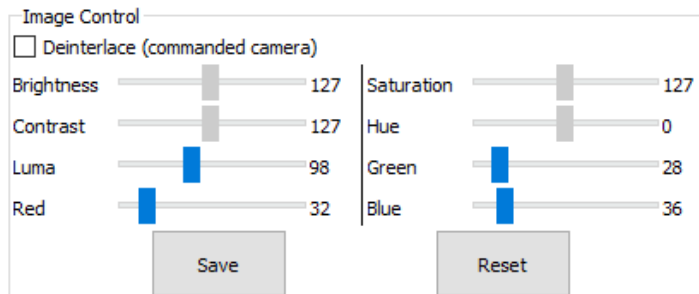 Image Control
Deinterlace (commanded camera)
Brightness 127 Saturation 127
Contrast 127 Hue 0
Luma 98 Green 28
Red 32 Blue 36
Save Reset